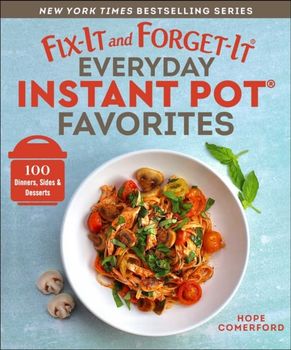 NEW YORK TIMES BESTSELLING SERIES
FIX-IT and FORGET-IT®
EVERYDAY
INSTANT POT®
FAVORITES
100
Dinners, Sides &
Desserts
HOPE
COMERFORD